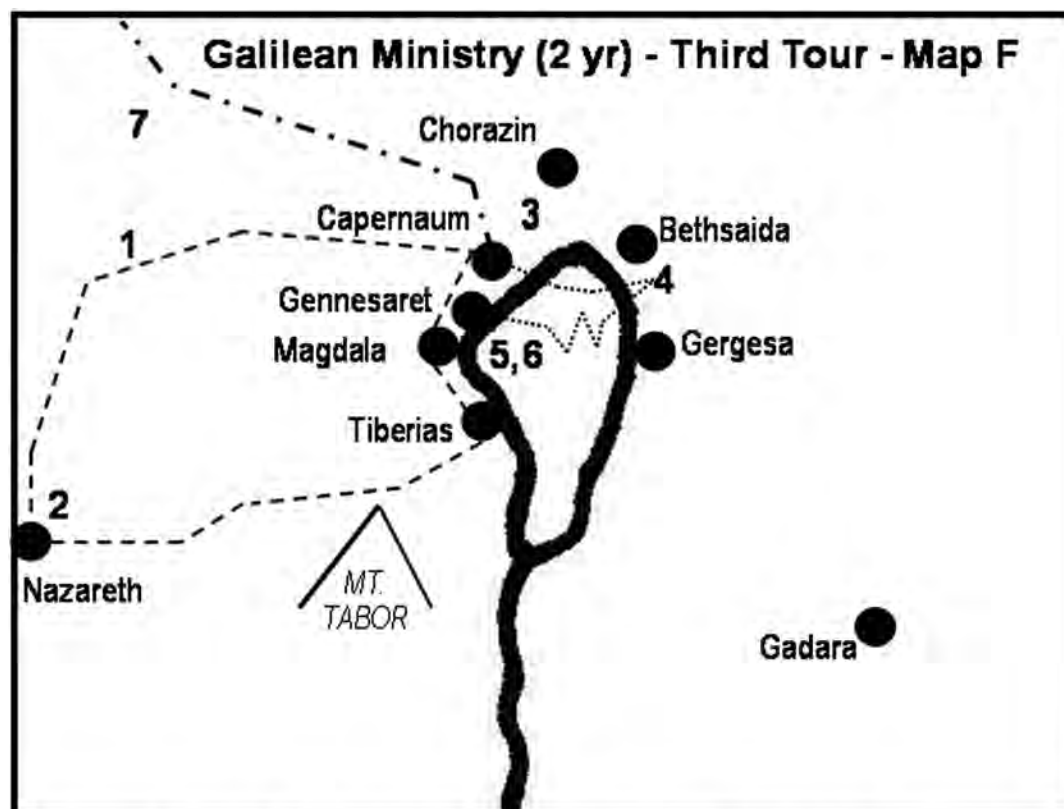 Galilean Ministry (2 yr) - Third Tour - Map F
7
Chorazin
Capernaum
3
1
Bethsaida
4
Gennesaret
Magdala
5,6
Gergesa
Tiberias
2
Nazareth
MT.
TABOR
Gadara